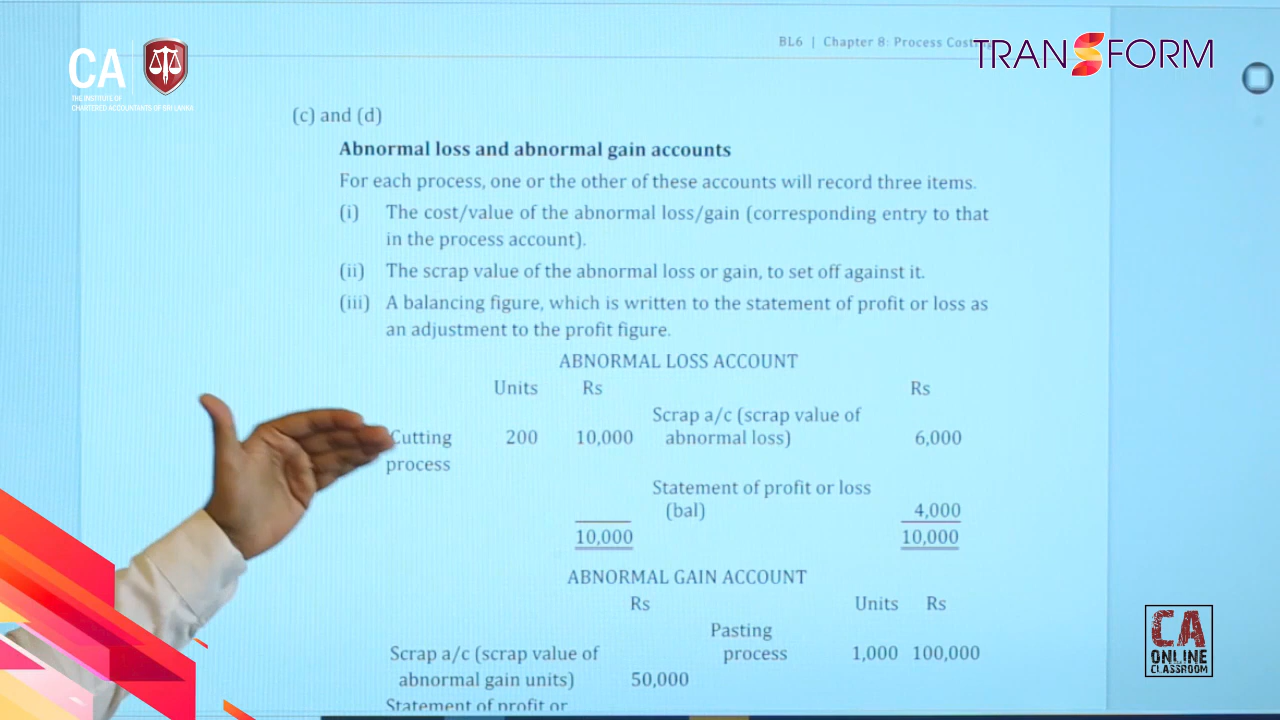 BL6 | Chapter 8: Process
TRANSFORM
CA
THE INSTITUTE OF
CHARTERED ACCOUNTANTS OF SRI LANKA
(c) and (d)
Abnormal loss and abnormal gain accounts
For each process, one or the other of these accounts will record three items.
(i) The cost/value of the abnormal loss/gain (corresponding entry to that
in the process account).
(ii) The scrap value of the abnormal loss or gain, to set off against it.
(iii) A balancing figure, which is written to the statement of profit or loss as
an adjustment to the profit figure.
ABNORMAL LOSS ACCOUNT
Units Rs Rs
Scrap a/c (scrap value of
Cutting 200 10,000 abnormal loss) 6,000
process
Statement of profit or loss
(bal) 4,000
10,000 10,000
ABNORMAL GAIN ACCOUNT
Rs Units Rs
Pasting
Scrap a/c (scrap value of process 1,000 100,000
abnormal gain units) 50,000
Statement of profit or
CA
ONLINE
CLASSROOM